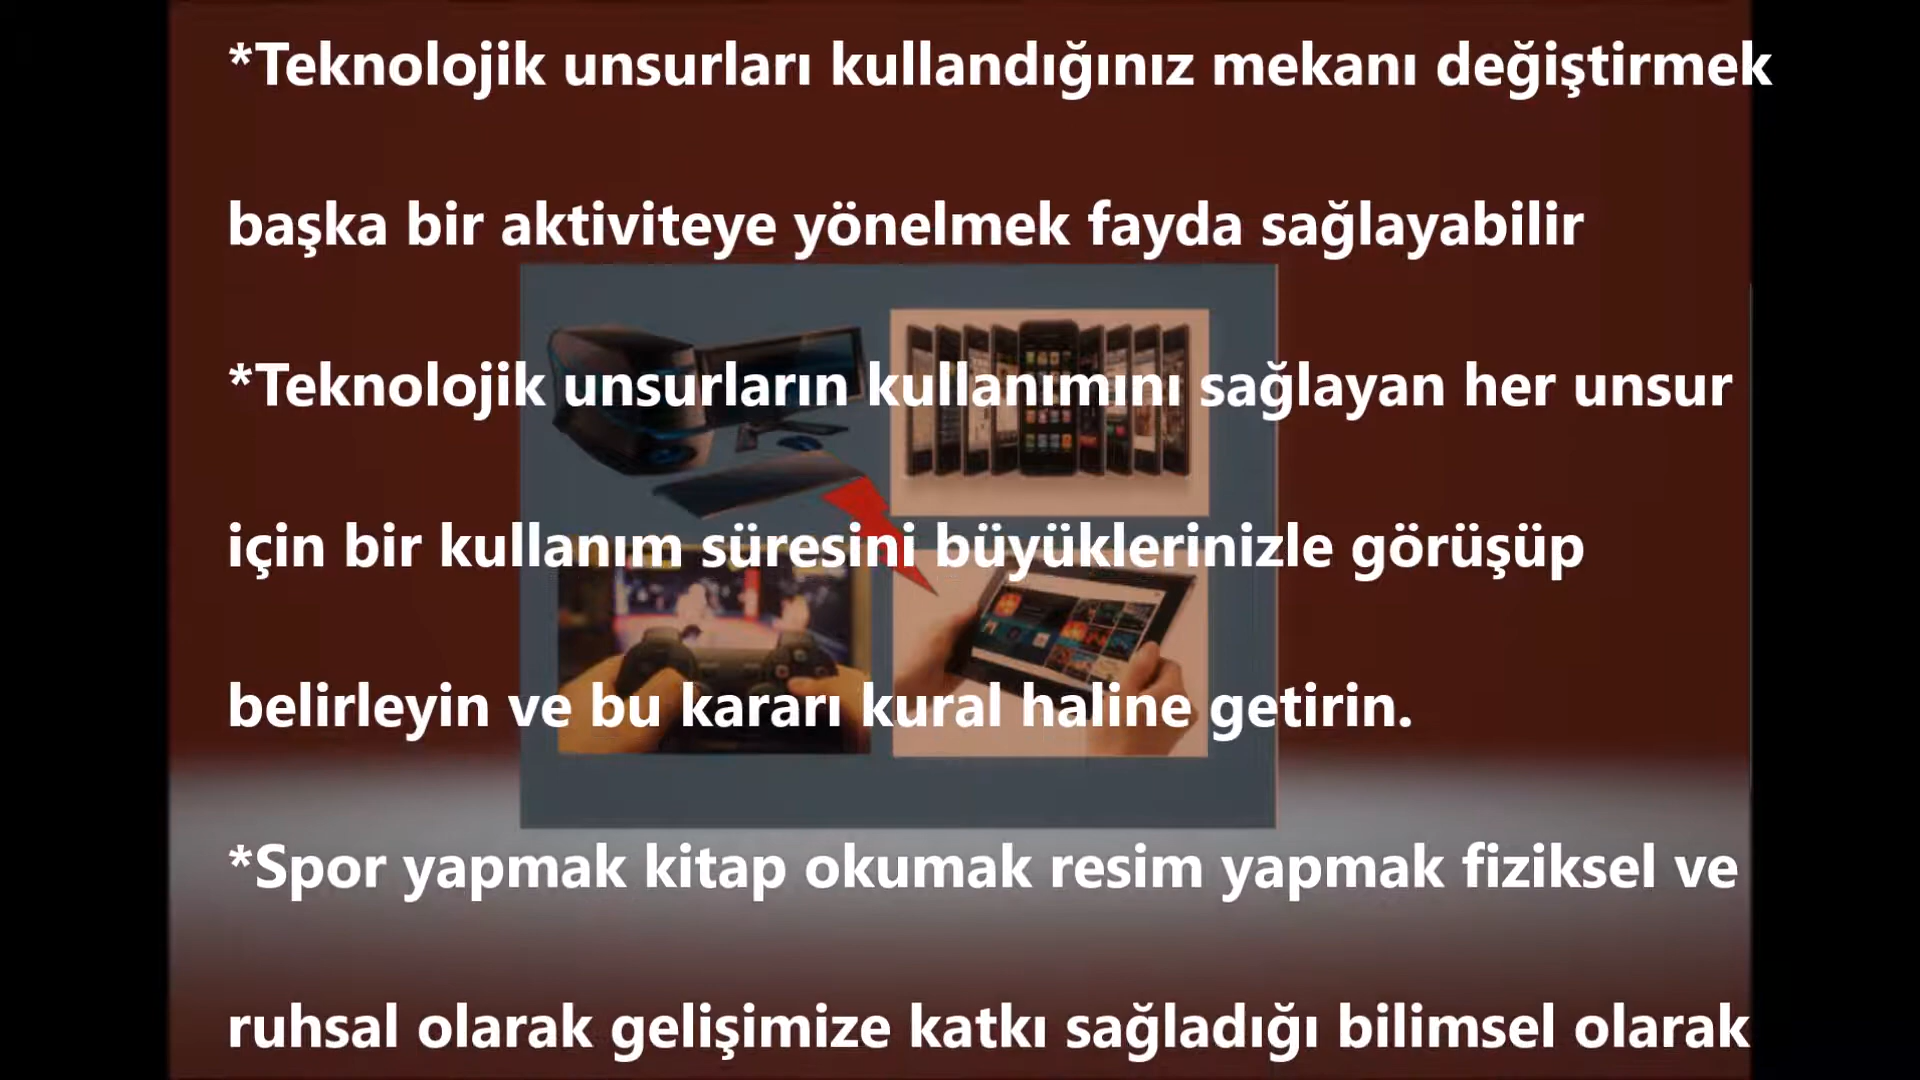 *Teknolojik unsurları kullandığınız mekanı değiştirmek
başka bir aktiviteye yönelmek fayda sağlayabilir
*Teknolojik unsurların kullanımını sağlayan her unsur
için bir kullanım süresini büyüklerinizle görüşüp
belirleyin ve bu kararı kural haline getirin.
*Spor yapmak kitap okumak resim yapmak fiziksel ve
ruhsal olarak gelişimize katkı sağladığı bilimsel olarak